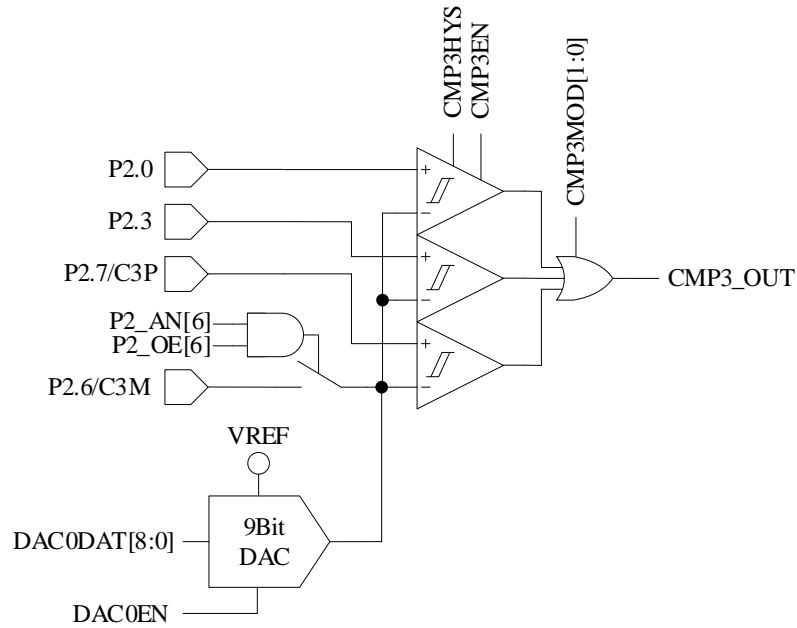 CMP3HYS
CMP3EN
CMP3MOD[1:0]
P2.0
+
−
P2.3
+
−
P2.7/C3P
+
−
CMP3_OUT
P2_AN[6]
P2_OE[6]
P2.6/C3M
VREF
9Bit
DAC
DAC0DAT[8:0]
DAC0EN